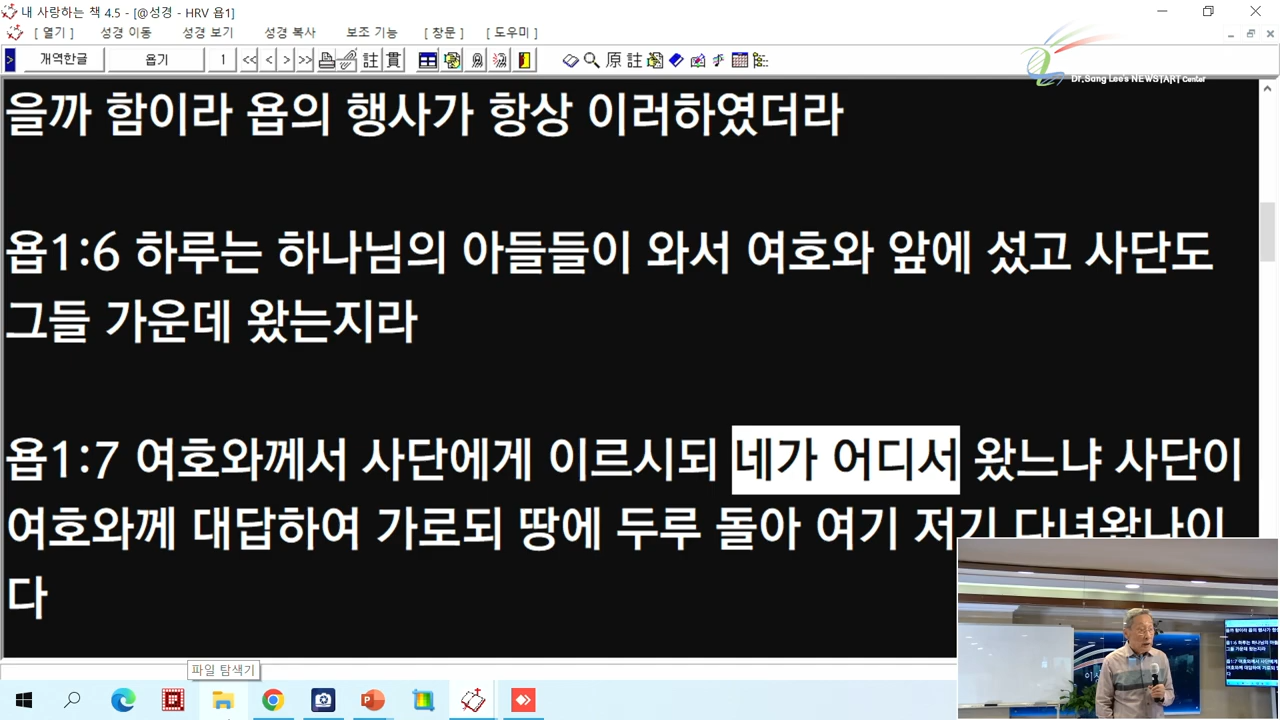 내 사랑하는 책 4.5 - [@성경 - HRV 욥1]
[ 열기 ] 성경 이동 성경 보기 성경 복사 보조 기능 [ 창문 ] [ 도우미 ]
> 개역한글 욥기 1 << < > >> 註 貫 原 註
Dr.Sang Lee's NEWSTART Center
을까 함이라 욥의 행사가 항상 이러하였더라
욥1:6 하루는 하나님의 아들들이 와서 여호와 앞에 섰고 사단도
그들 가운데 왔는지라
욥1:7 여호와께서 사단에게 이르시되 네가 어디서 왔느냐 사단이
여호와께 대답하여 가로되 땅에 두루 돌아 여기 저기 다녀왔나이
다
파일 탐색기